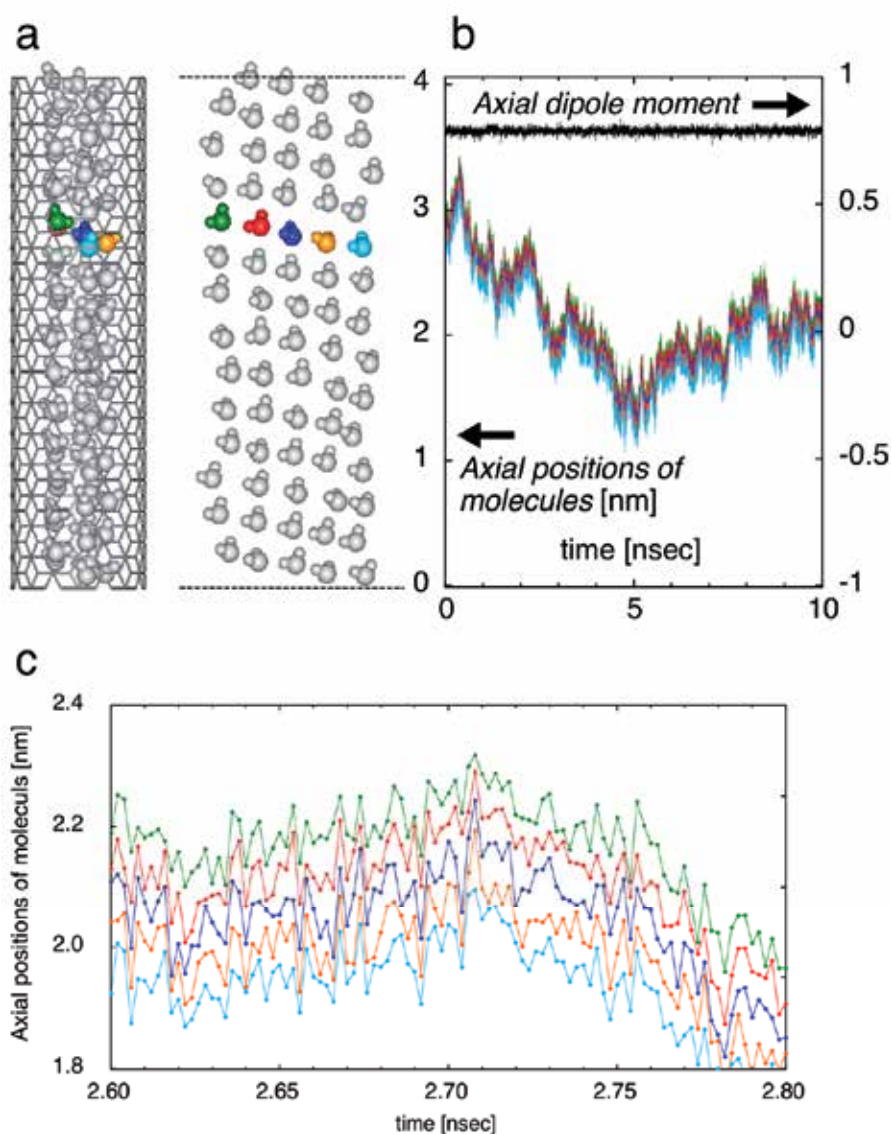 a
b
4
3
2
1
0
1
0.5
0
-0.5
-1
Axial dipole moment
Axial positions of
molecules [nm]
time [nsec]
0
5
10
c
Axial positions of moleculs [nm]
2.4
2.2
2.0
1.8
2.60
2.65
2.70
2.75
2.80
time [nsec]